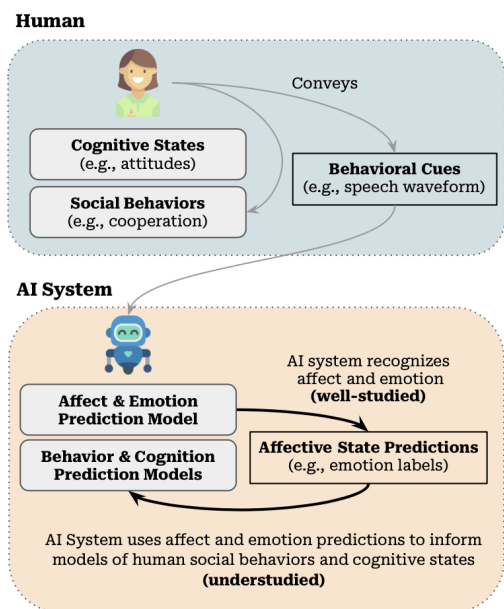 Human
Conveys
Cognitive States
(e.g., attitudes)
Behavioral Cues
(e.g., speech waveform)
Social Behaviors
(e.g., cooperation)
AI System
AI system recognizes
affect and emotion
(well-studied)
Affect & Emotion
Prediction Model
Affective State Predictions
(e.g., emotion labels)
Behavior & Cognition
Prediction Models
AI System uses affect and emotion predictions to inform
models of human social behaviors and cognitive states
(understudied)